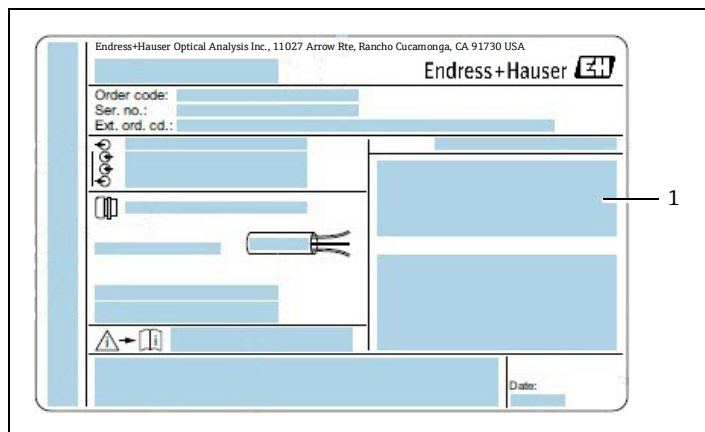 Endress+Hauser Optical Analysis Inc., 11027 Arrow Rte, Rancho Cucamonga, CA 91730 USA
Endress+Hauser EH
Order code:
Ser. no.:
Ext. ord. cd.:
1
i
Date: